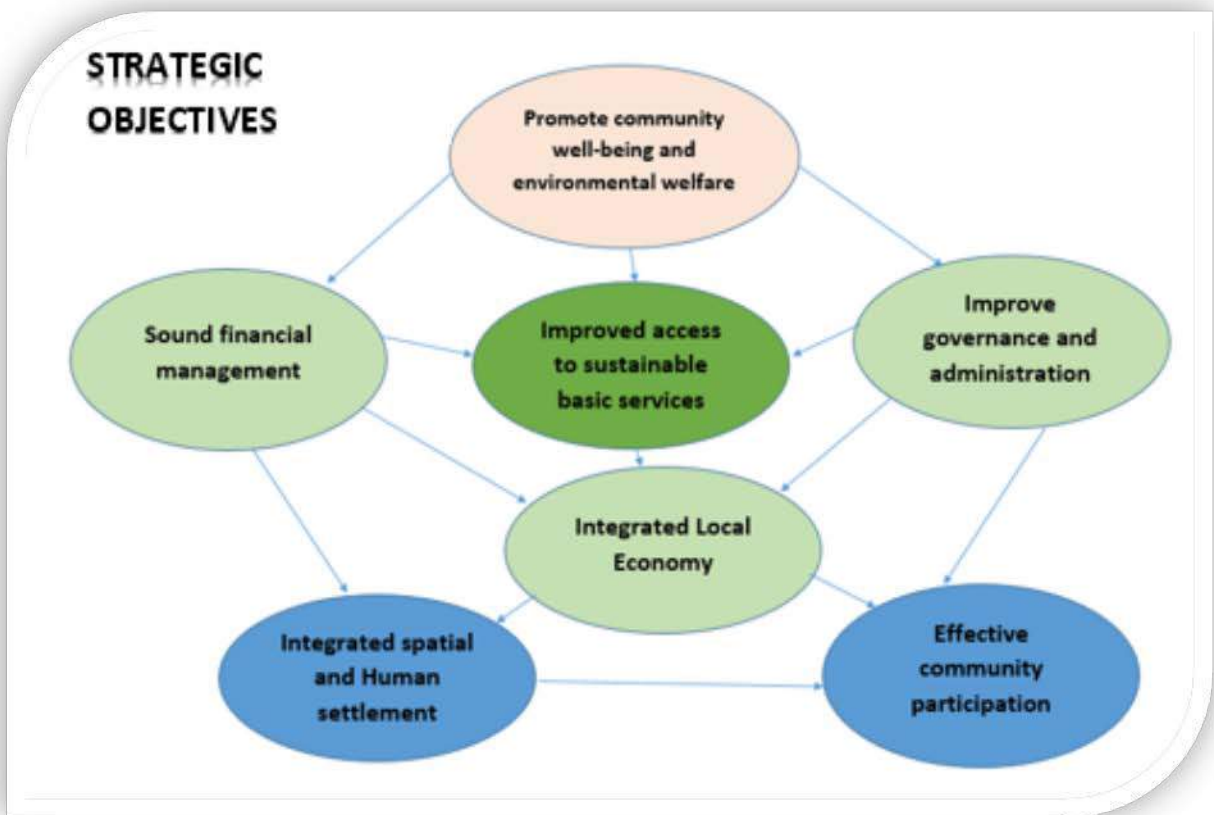 STRATEGIC
OBJECTIVES
Promote community
well-being and
environmental welfare
Sound financial
management
Improved access
to sustainable
basic services
Improve
governance and
administration
Integrated Local
Economy
Integrated spatial
and Human
settlement
Effective
community
participation